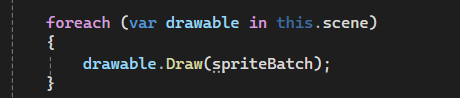 foreach (var drawable in this.scene)
{
drawable.Draw(spriteBatch);
}